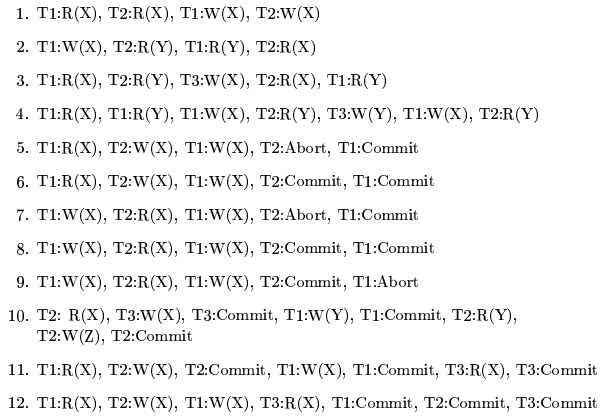 1. T1:R(X), T2:R(X), T1:W(X), T2:W(X)
2. T1:W(X), T2:R(Y), T1:R(Y), T2:R(X)
3. T1:R(X), T2:R(Y), T3:W(X), T2:R(X), T1:R(Y)
4. T1:R(X), T1:R(Y), T1:W(X), T2:R(Y), T3:W(Y), T1:W(X), T2:R(Y)
5. T1:R(X), T2:W(X), T1:W(X), T2:Abort, T1:Commit
6. T1:R(X), T2:W(X), T1:W(X), T2:Commit, T1:Commit
7. T1:W(X), T2:R(X), T1:W(X), T2:Abort, T1:Commit
8. T1:W(X), T2:R(X), T1:W(X), T2:Commit, T1:Commit
9. T1:W(X), T2:R(X), T1:W(X), T2:Commit, T1:Abort
10. T2: R(X), T3:W(X), T3:Commit, T1:W(Y), T1:Commit, T2:R(Y),
T2:W(Z), T2:Commit
11. T1:R(X), T2:W(X), T2:Commit, T1:W(X), T1:Commit, T3:R(X), T3:Commit
12. T1:R(X), T2:W(X), T1:W(X), T3:R(X), T1:Commit, T2:Commit, T3:Commit